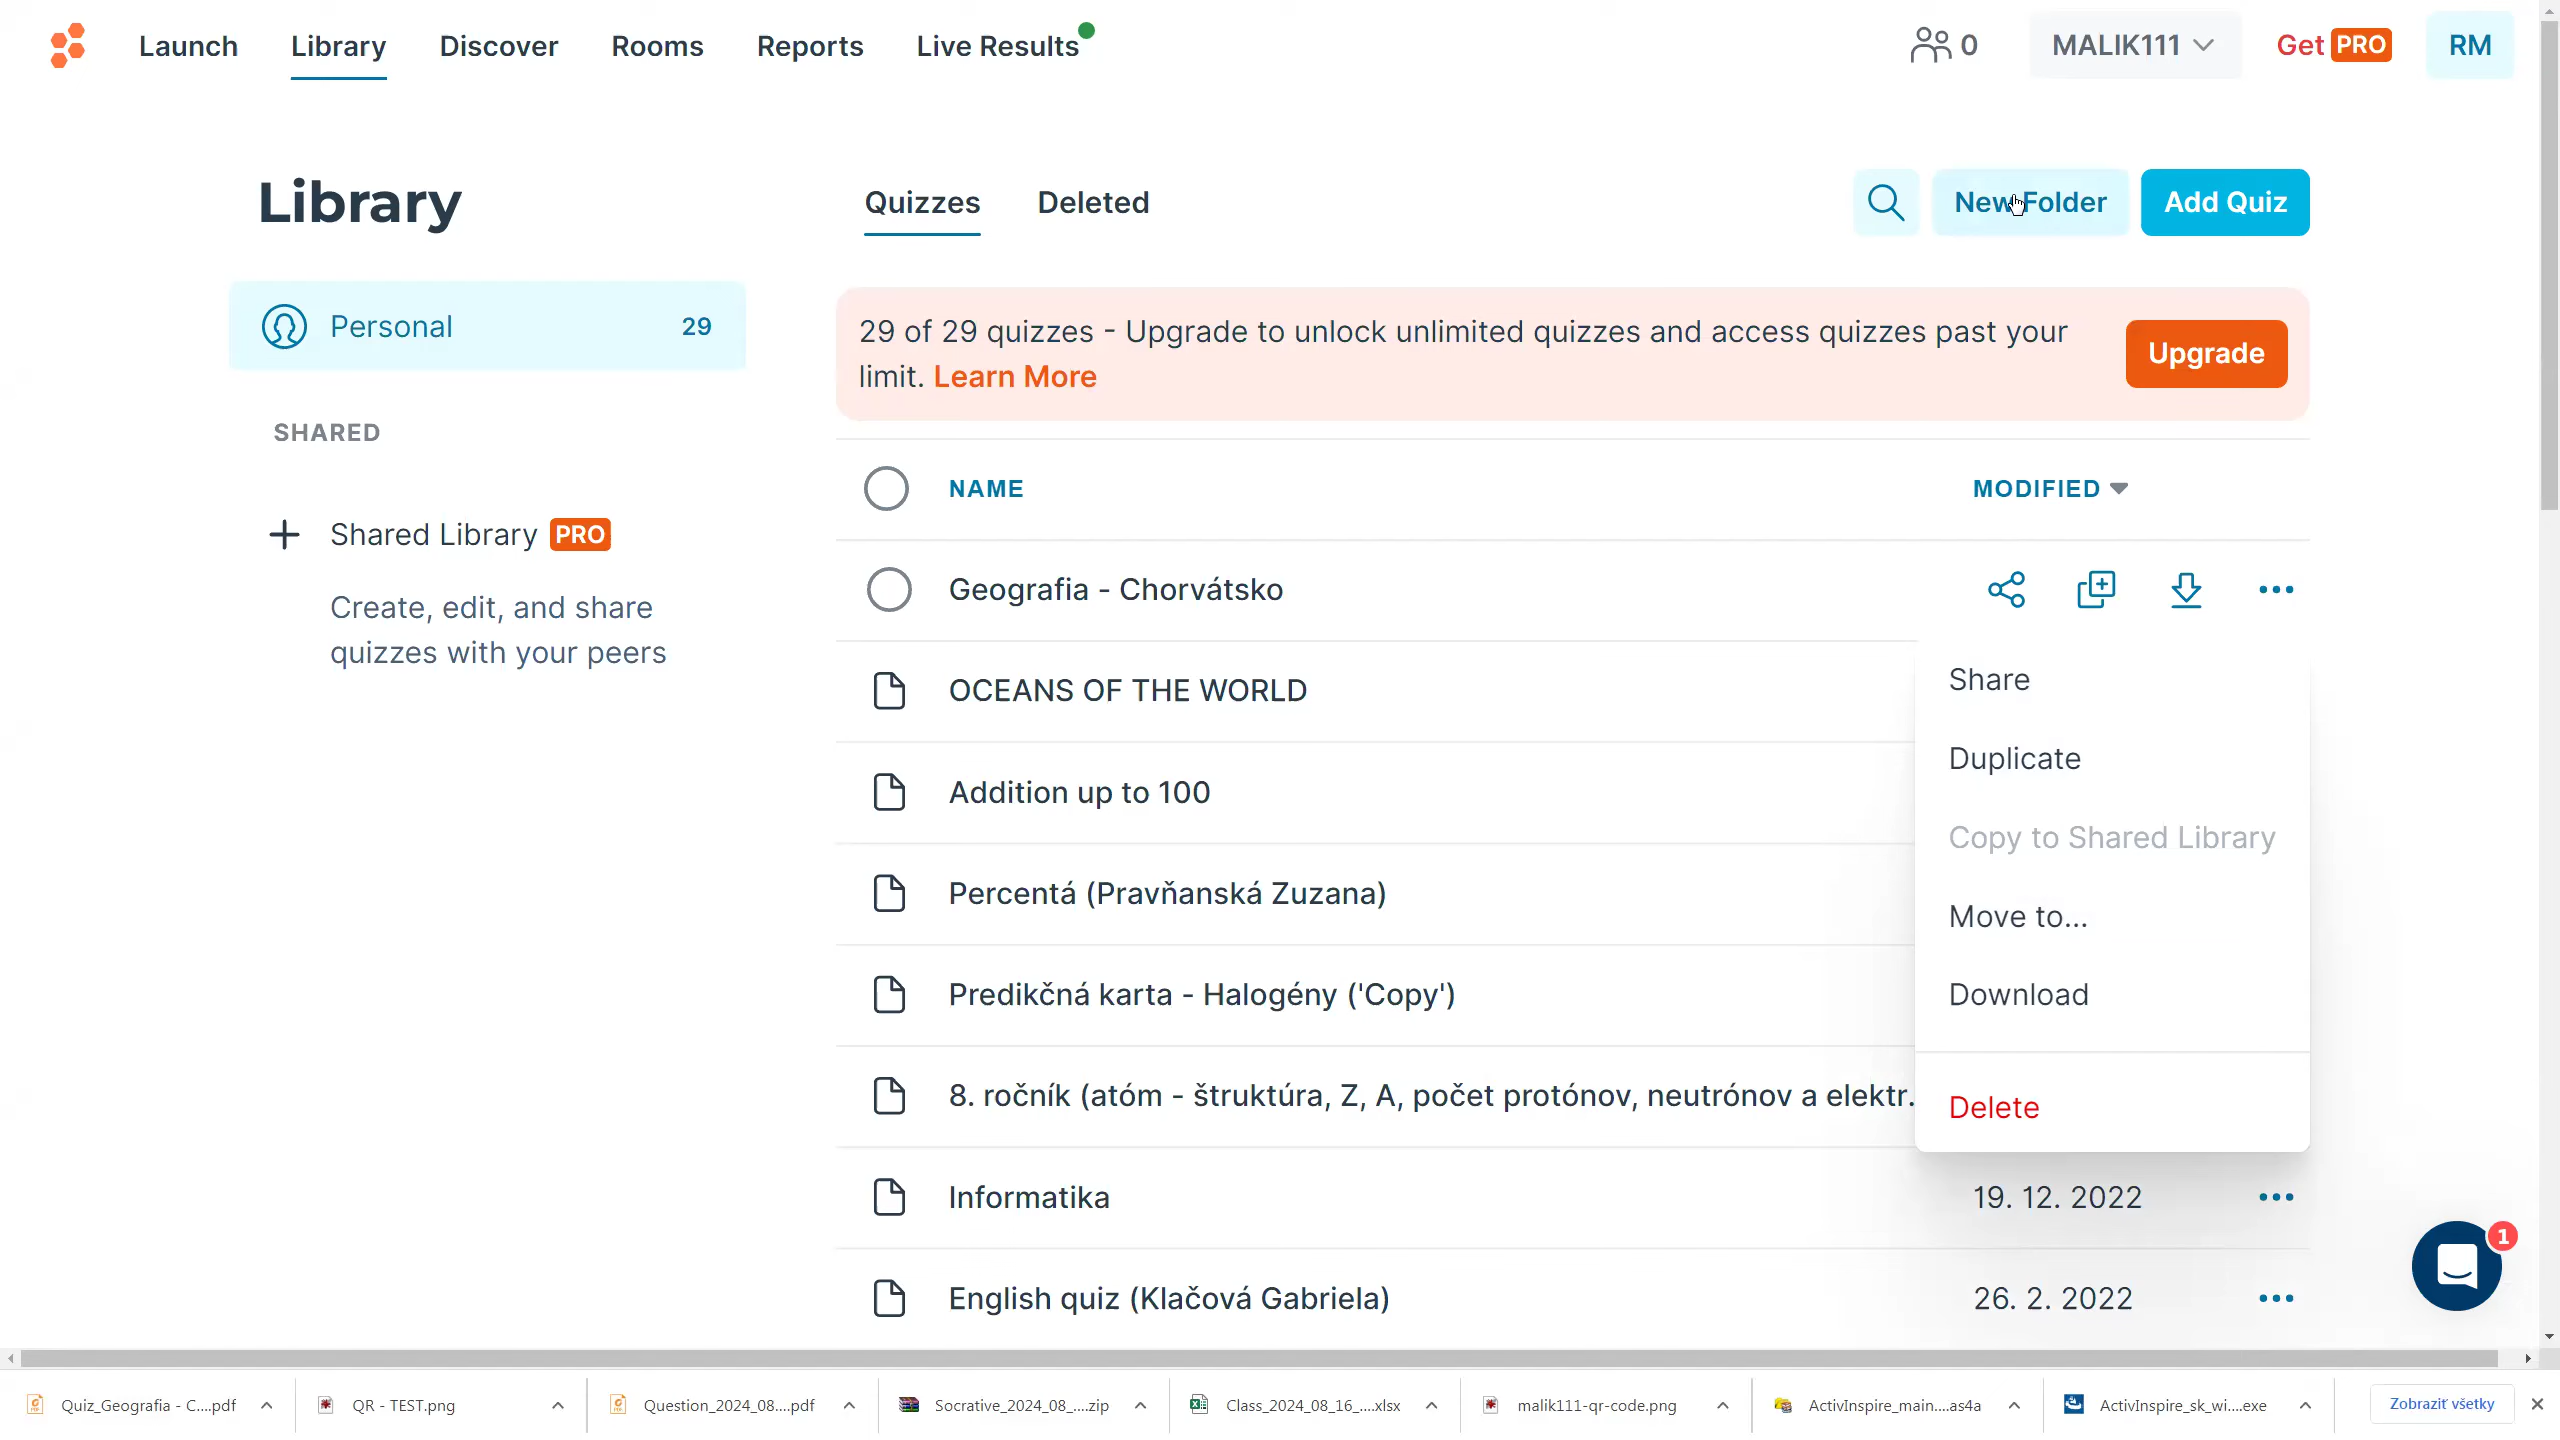 Launch
Library
Discover
Rooms
Reports
Live Results
0
MALIK111
Get PRO
RM
Library
Quizzes
Deleted
New Folder
Add Quiz
Personal
29
29 of 29 quizzes - Upgrade to unlock unlimited quizzes and access quizzes past your
limit. Learn More
Upgrade
SHARED
Shared Library PRO
Create, edit, and share
quizzes with your peers
NAME
MODIFIED
Geografia - Chorvátsko
OCEANS OF THE WORLD
Addition up to 100
Percentá (Pravňanská Zuzana)
Predikčná karta - Halogény ('Copy')
8. ročník (atóm - štruktúra, Z, A, počet protónov, neutrónov a elektr.
Informatika
19. 12. 2022
English quiz (Klačová Gabriela)
26. 2. 2022
Share
Duplicate
Copy to Shared Library
Move to...
Download
Delete
1
Quiz_Geografia - C....pdf
QR - TEST.png
Question_2024_08....pdf
Socrative_2024_08_....zip
Class_2024_08_16_....xlsx
malik111-qr-code.png
ActivInspire_main....as4a
ActivInspire_sk_wi....exe
Zobraziť všetky